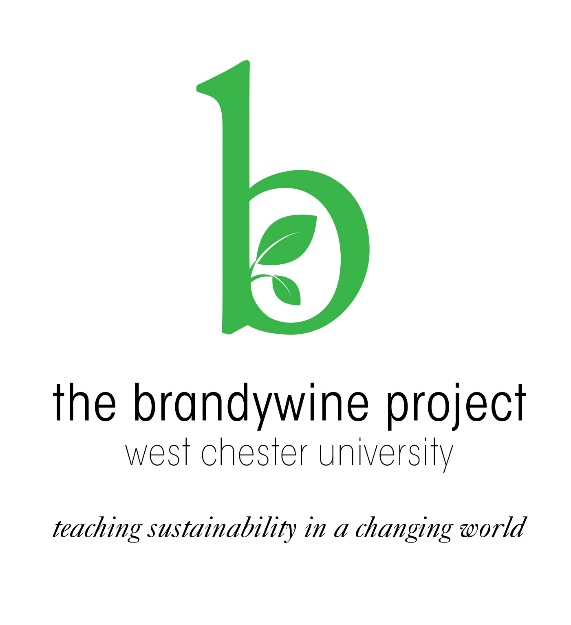 b
the brandywine project
west chester university
teaching sustainability in a changing world